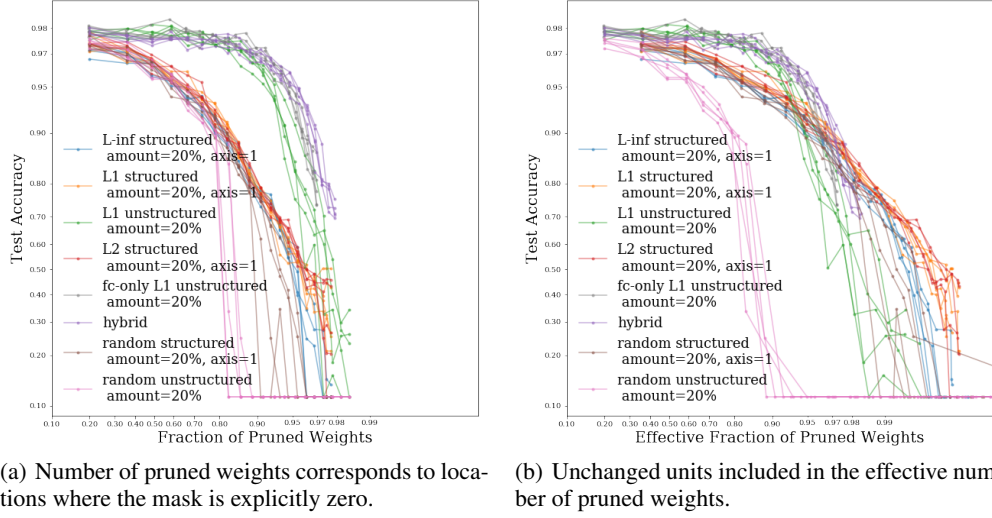 0.98
0.97
0.95
0.90
0.80
0.70
0.60
0.50
0.40
0.30
0.20
0.10
Test Accuracy
L-inf structured
amount=20%, axis=1
L1 structured
amount=20%, axis=1
L1 unstructured
amount=20%
L2 structured
amount=20%, axis=1
fc-only L1 unstructured
amount=20%
hybrid
random structured
amount=20%, axis=1
random unstructured
amount=20%
0.10 0.20 0.30 0.40 0.50 0.60 0.70 0.80 0.90 0.95 0.97 0.98 0.99
Fraction of Pruned Weights
(a) Number of pruned weights corresponds to loca-
tions where the mask is explicitly zero.
0.98
0.97
0.95
0.90
0.80
0.70
0.60
0.50
0.40
0.30
0.20
0.10
Test Accuracy
L-inf structured
amount=20%, axis=1
L1 structured
amount=20%, axis=1
L1 unstructured
amount=20%
L2 structured
amount=20%, axis=1
fc-only L1 unstructured
amount=20%
hybrid
random structured
amount=20%, axis=1
random unstructured
amount=20%
0.10 0.20 0.30 0.40 0.50 0.60 0.70 0.80 0.90 0.95 0.97 0.98 0.99
Effective Fraction of Pruned Weights
(b) Unchanged units included in the effective num
ber of pruned weights.